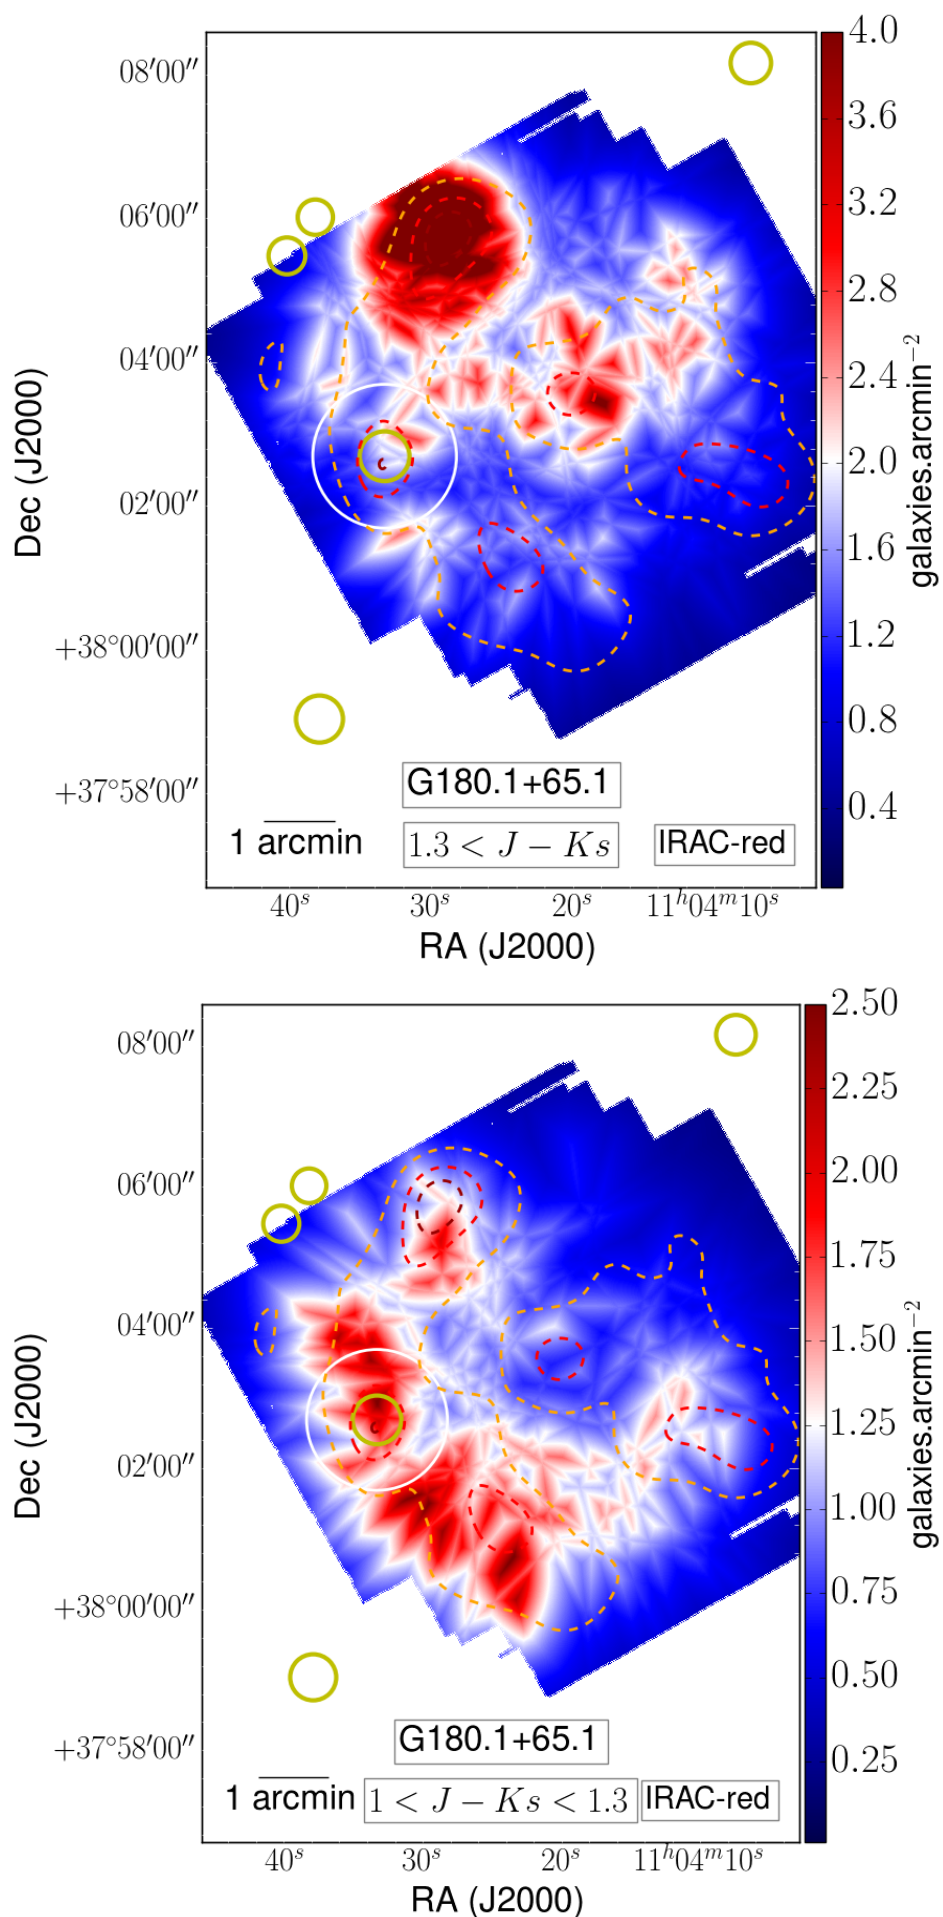 08′00″
06′00″
04′00″
02′00″
+38°00′00″
+37°58′00″
Dec (J2000)
G180.1+65.1
1 arcmin
1.3 < J − Ks
IRAC-red
40ˢ 30ˢ 20ˢ 11ʰ04ᵐ10ˢ
RA (J2000)
4.0
3.6
3.2
2.8
2.4
2.0
1.6
1.2
0.8
0.4
galaxies.arcmin⁻²
08′00″
06′00″
04′00″
02′00″
+38°00′00″
+37°58′00″
Dec (J2000)
G180.1+65.1
1 arcmin
1 < J − Ks < 1.3
IRAC-red
40ˢ 30ˢ 20ˢ 11ʰ04ᵐ10ˢ
RA (J2000)
2.50
2.25
2.00
1.75
1.50
1.25
1.00
0.75
0.50
0.25
galaxies.arcmin⁻²